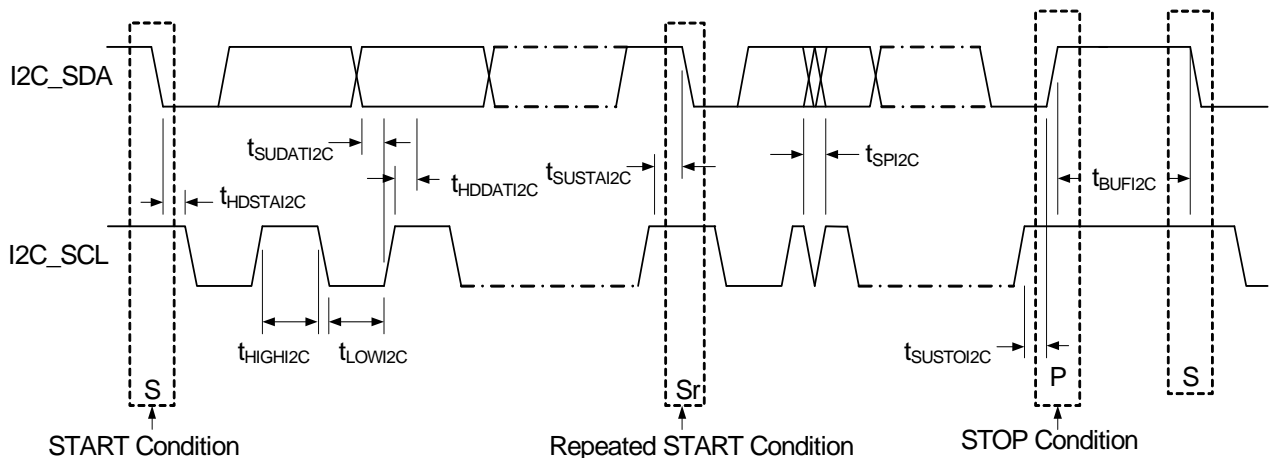 I2C_SDA
tSUDATI2C
tHDDATI2C
tSUSTAI2C
tSPI2C
tBUFI2C
tHDSTAI2C
I2C_SCL
tHIGHI2C
tLOWI2C
tSUSTOI2C
S
Sr
P
S
START Condition
Repeated START Condition
STOP Condition